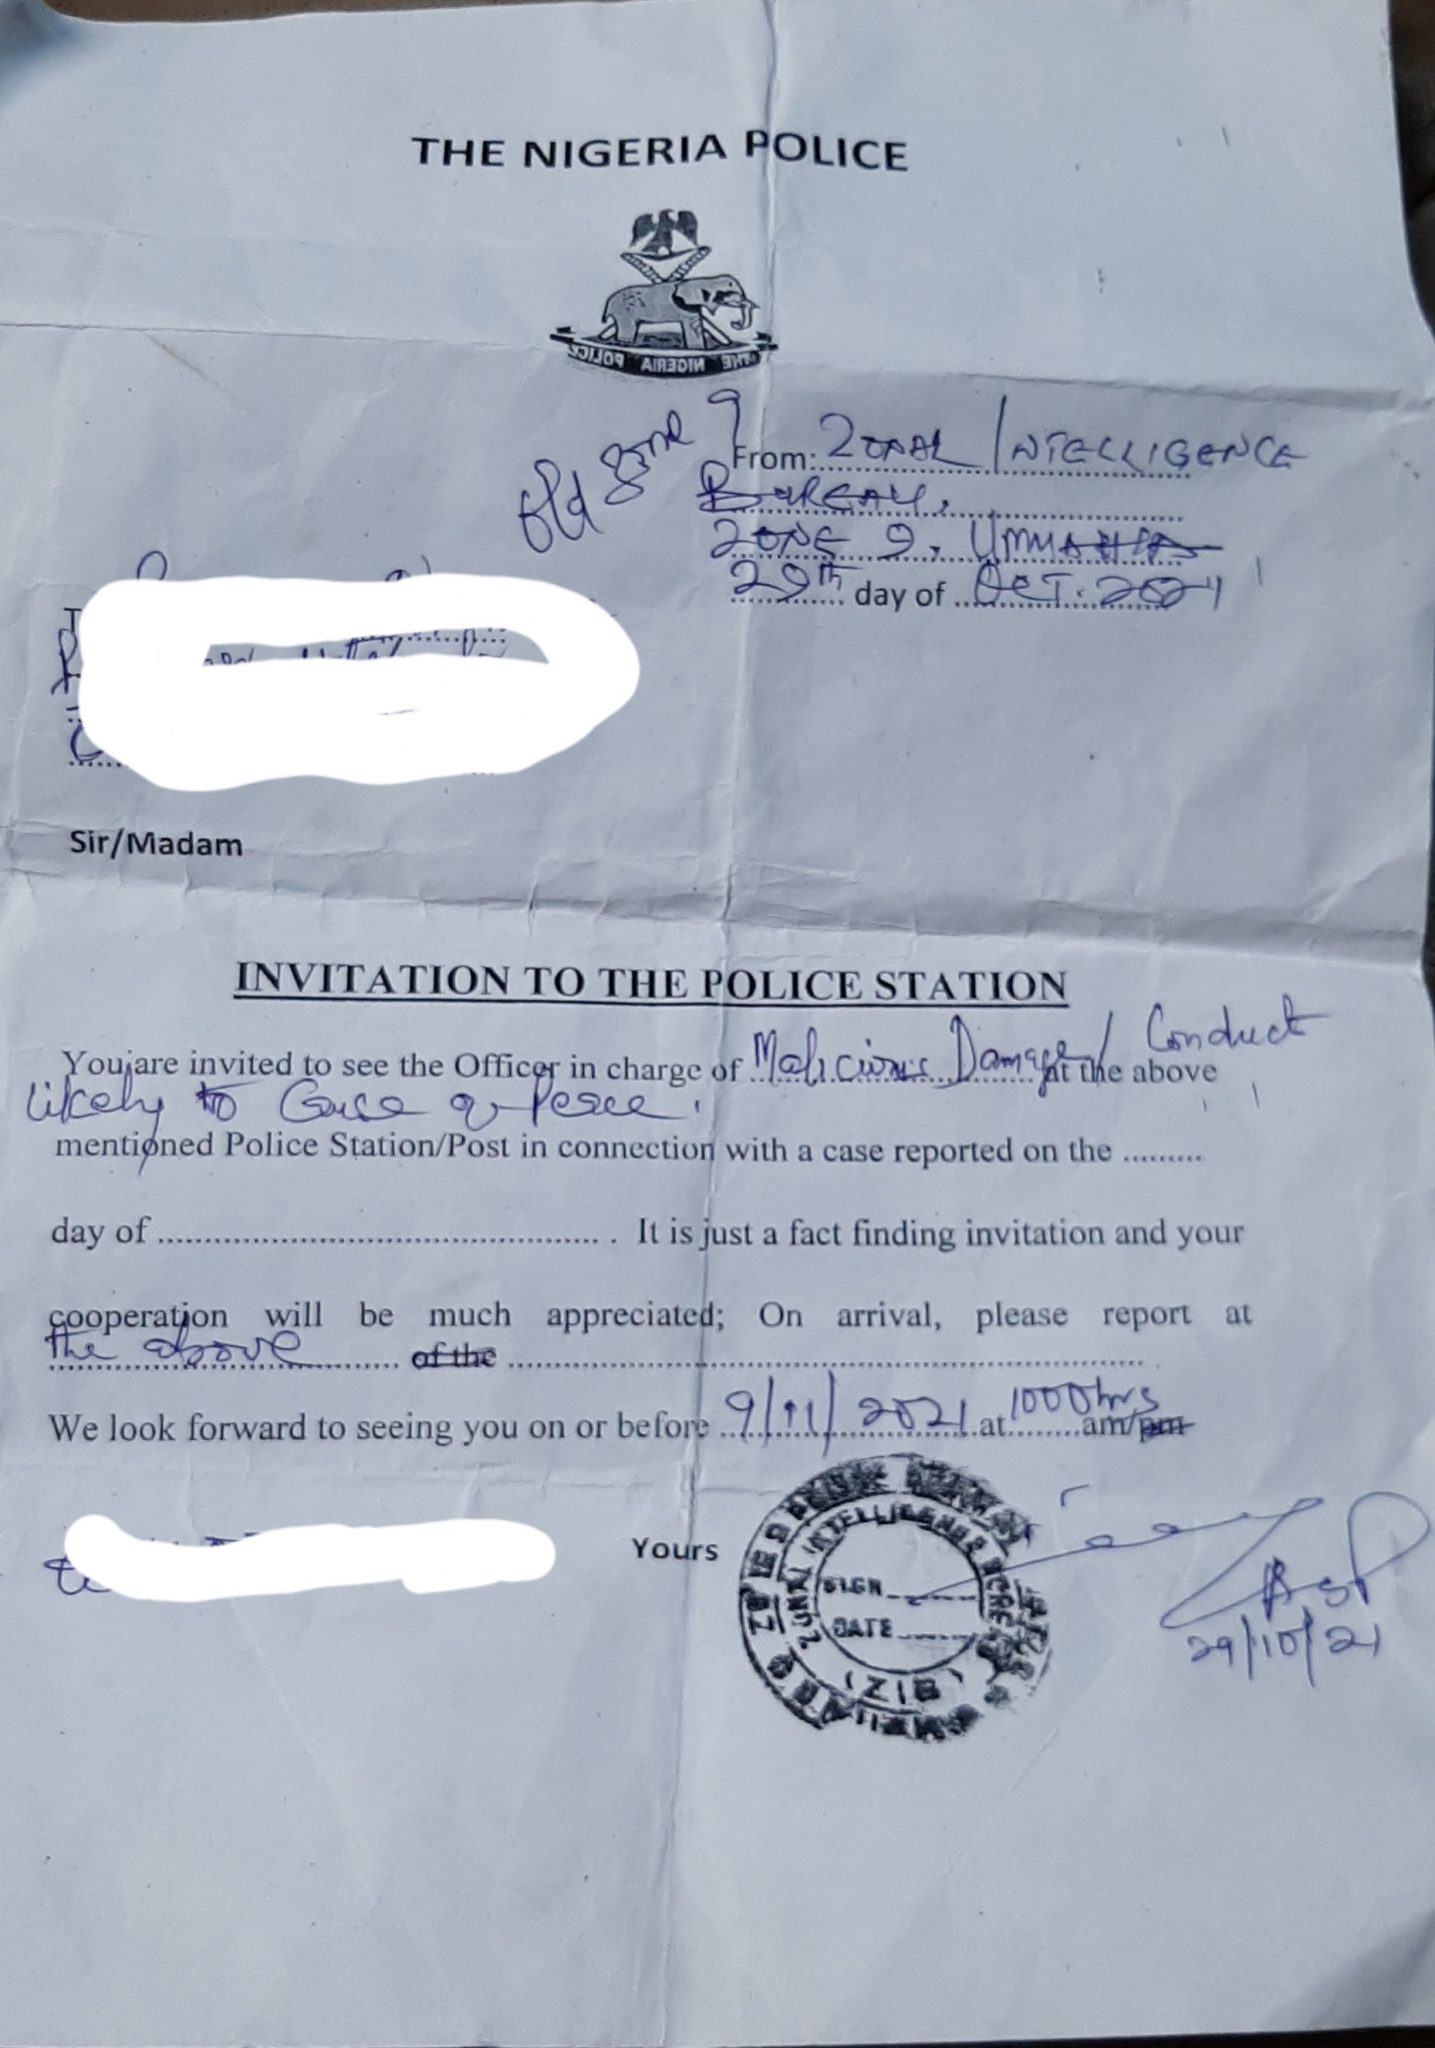 THE NIGERIA POLICE
THE NIGERIA POLICE
Old Zone 9
From: ZONAL INTELLIGENCE
BUREAU,
ZONE 9, UMUAHIA
29th day of OCT. 2021
Sir/Madam
INVITATION TO THE POLICE STATION
You are invited to see the Officer in charge of Malicious Damage/ Conduct at the above
likely to Cause Peace.
mentioned Police Station/Post in connection with a case reported on the .........
day of ............................................... . It is just a fact finding invitation and your
cooperation will be much appreciated; On arrival, please report at
the above of the
We look forward to seeing you on or before 9/11/2021 at 1000hrs am/pm
Yours
ZONAL INTELLIGENCE
SIGN
DATE
(ZIB)
ASP
29/10/21